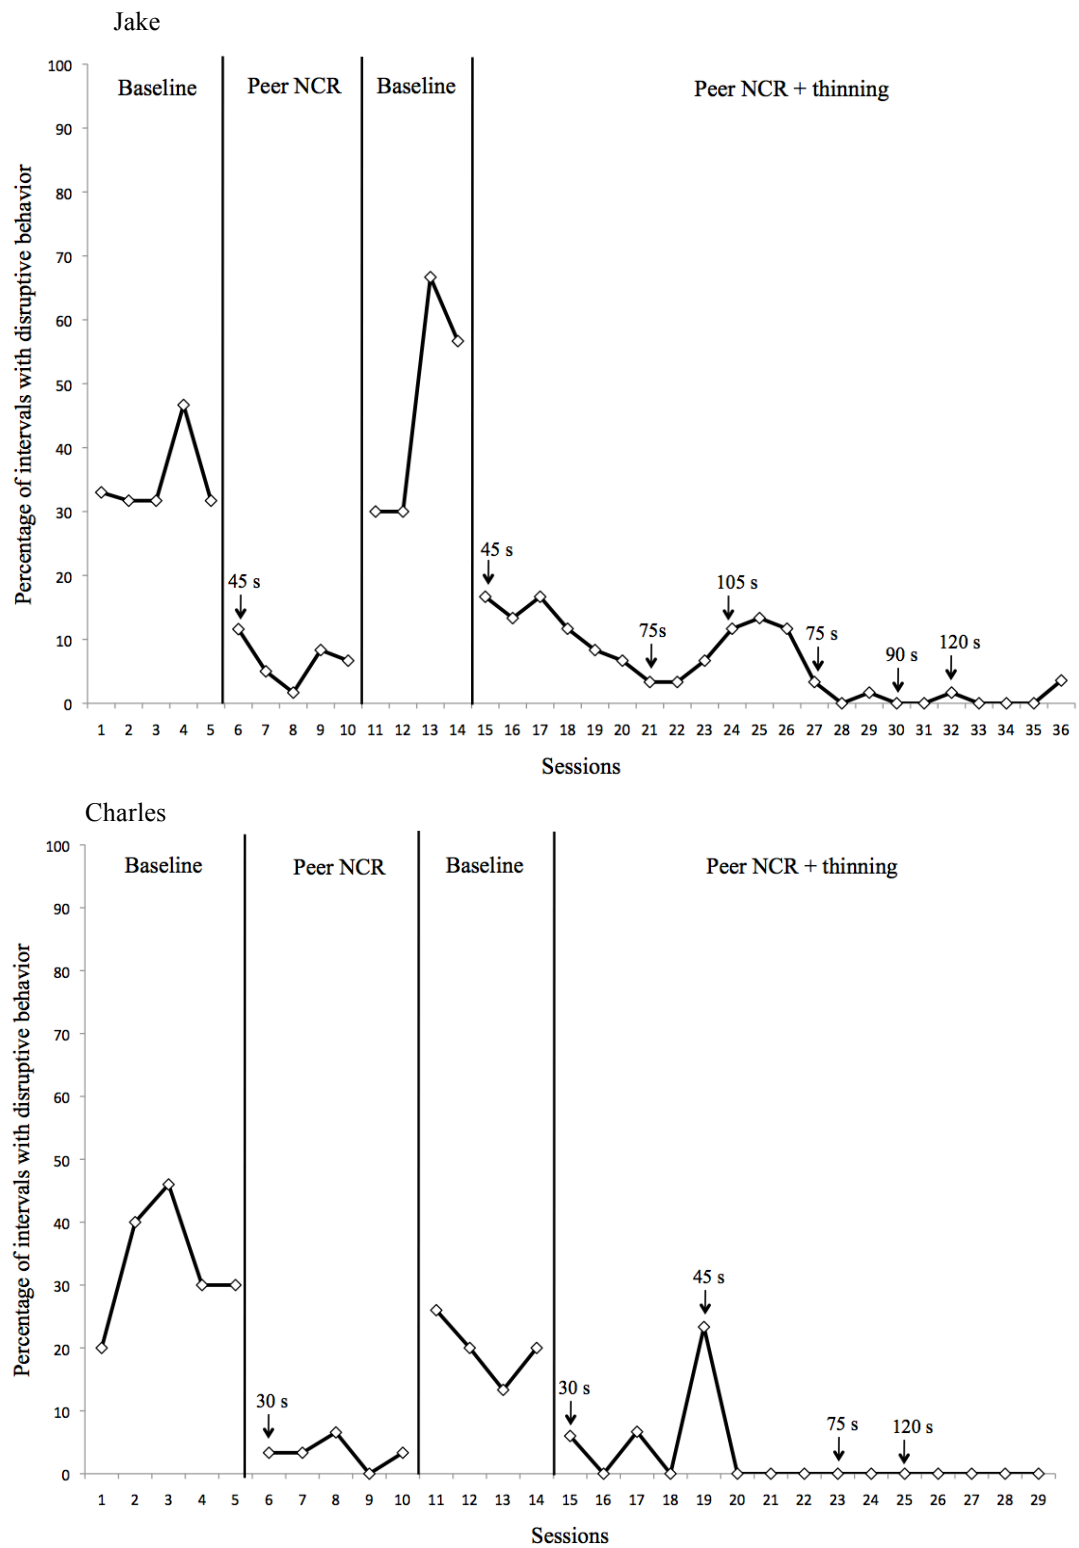 Jake
Baseline Peer NCR Baseline Peer NCR + thinning
Percentage of intervals with disruptive behavior
100
90
80
70
60
50
40
30
20
10
0
45 s 45 s 75s 105 s 75 s 90 s 120 s
1 2 3 4 5 6 7 8 9 10 11 12 13 14 15 16 17 18 19 20 21 22 23 24 25 26 27 28 29 30 31 32 33 34 35 36
Sessions
Charles
Baseline Peer NCR Baseline Peer NCR + thinning
Percentage of intervals with disruptive behavior
100
90
80
70
60
50
40
30
20
10
0
30 s 30 s 45 s 75 s 120 s
1 2 3 4 5 6 7 8 9 10 11 12 13 14 15 16 17 18 19 20 21 22 23 24 25 26 27 28 29
Sessions